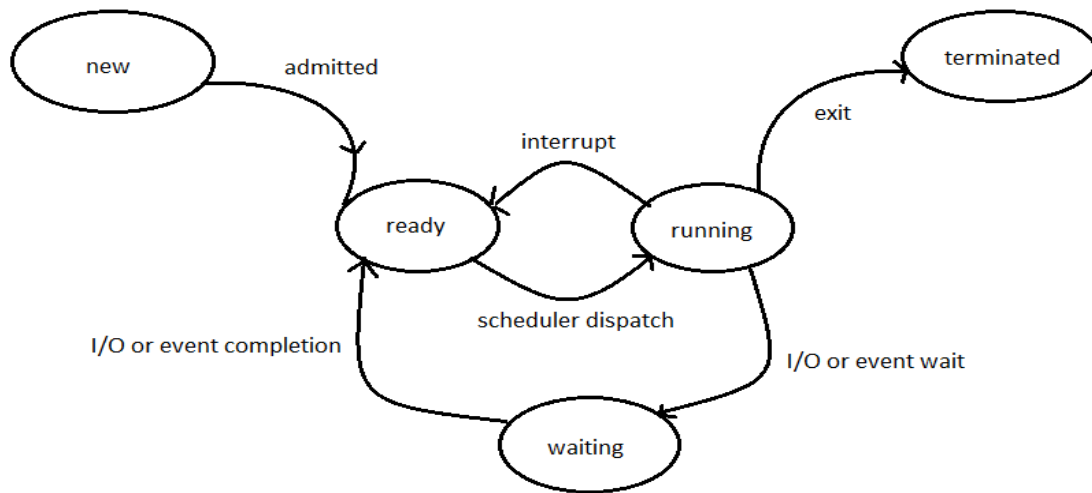 new
admitted
terminated
exit
interrupt
ready
running
scheduler dispatch
I/O or event completion
I/O or event wait
waiting